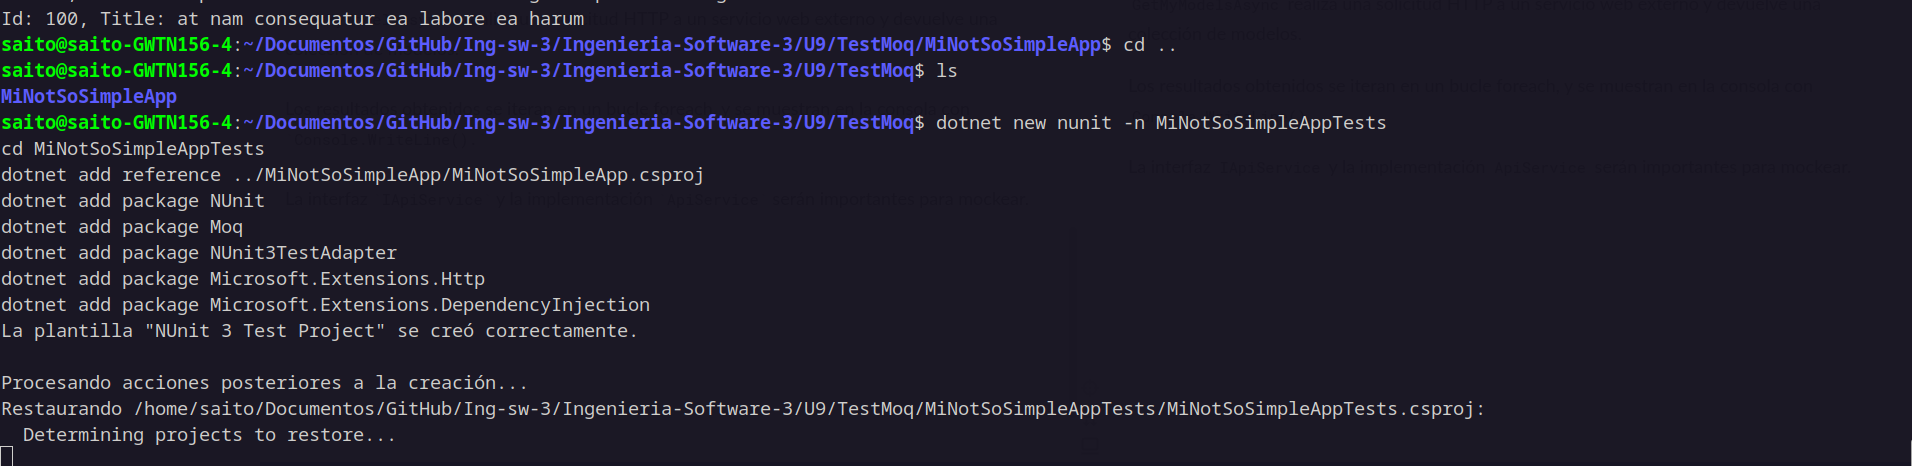 Id: 100, Title: at nam consequatur ea labore ea harum
saito@saito-GWTN156-4:~/Documentos/GitHub/Ing-sw-3/Ingenieria-Software-3/U9/TestMoq/MiNotSoSimpleApp$ cd ..
saito@saito-GWTN156-4:~/Documentos/GitHub/Ing-sw-3/Ingenieria-Software-3/U9/TestMoq$ ls
MiNotSoSimpleApp
saito@saito-GWTN156-4:~/Documentos/GitHub/Ing-sw-3/Ingenieria-Software-3/U9/TestMoq$ dotnet new nunit -n MiNotSoSimpleAppTests
cd MiNotSoSimpleAppTests
dotnet add reference ../MiNotSoSimpleApp/MiNotSoSimpleApp.csproj
dotnet add package NUnit
dotnet add package Moq
dotnet add package NUnit3TestAdapter
dotnet add package Microsoft.Extensions.Http
dotnet add package Microsoft.Extensions.DependencyInjection
La plantilla "NUnit 3 Test Project" se creó correctamente.
Procesando acciones posteriores a la creación...
Restaurando /home/saito/Documentos/GitHub/Ing-sw-3/Ingenieria-Software-3/U9/TestMoq/MiNotSoSimpleAppTests/MiNotSoSimpleAppTests.csproj:
Determining projects to restore...